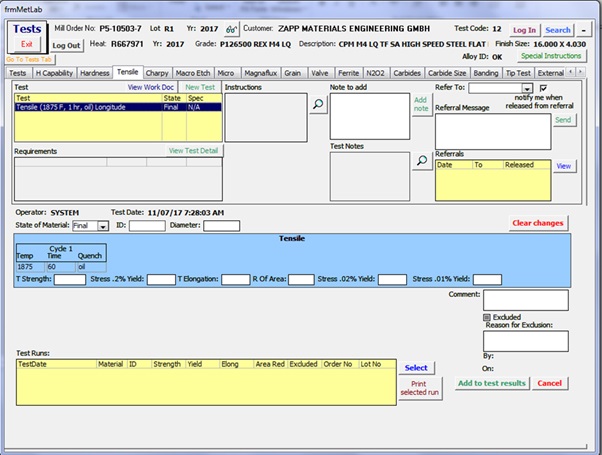 frmMetLab
Tests Mill Order No: P5-10503-7 Lot R1 Yr: 2017 Customer: ZAPP MATERIALS ENGINEERING GMBH Test Code: 12 Log In Search -
Exit Log Out Heat: R667971 Yr: 2017 Grade: P126500 REX M4 LQ Description: CPM M4 LQ TF SA HIGH SPEED STEEL FLAT Finish Size: 16.000 X 4.030
Go To Tests Tab Alloy ID: OK Special Instructions
Tests H Capability Hardness Tensile Charpy Macro Etch Micro Magnaflux Grain Valve Ferrite N2O2 Carbides Carbide Size Banding Tip Test External
Test View Work Doc New Test Instructions Note to add Refer To:
Test State Spec
Tensile (1875 F, 1 hr, oil) Longitude Final N/A
Add note
notify me when
released from referral
Referral Message
Send
Requirements View Test Detail Test Notes Referrals
Date To Released View
Operator: SYSTEM Test Date: 11/07/17 7:28:03 AM
State of Material: Final ID: Diameter: Clear changes
Tensile
Cycle 1
Temp Time Quench
1875 60 oil
T Strength: Stress .2% Yield: T Elongation: R Of Area: Stress .02% Yield: Stress .01% Yield:
Comment:
Excluded
Reason for Exclusion:
By:
On:
Test Runs:
TestDate Material ID Strength Yield Elong Area Red Excluded Order No Lot No Select
Print
selected run
Add to test results Cancel